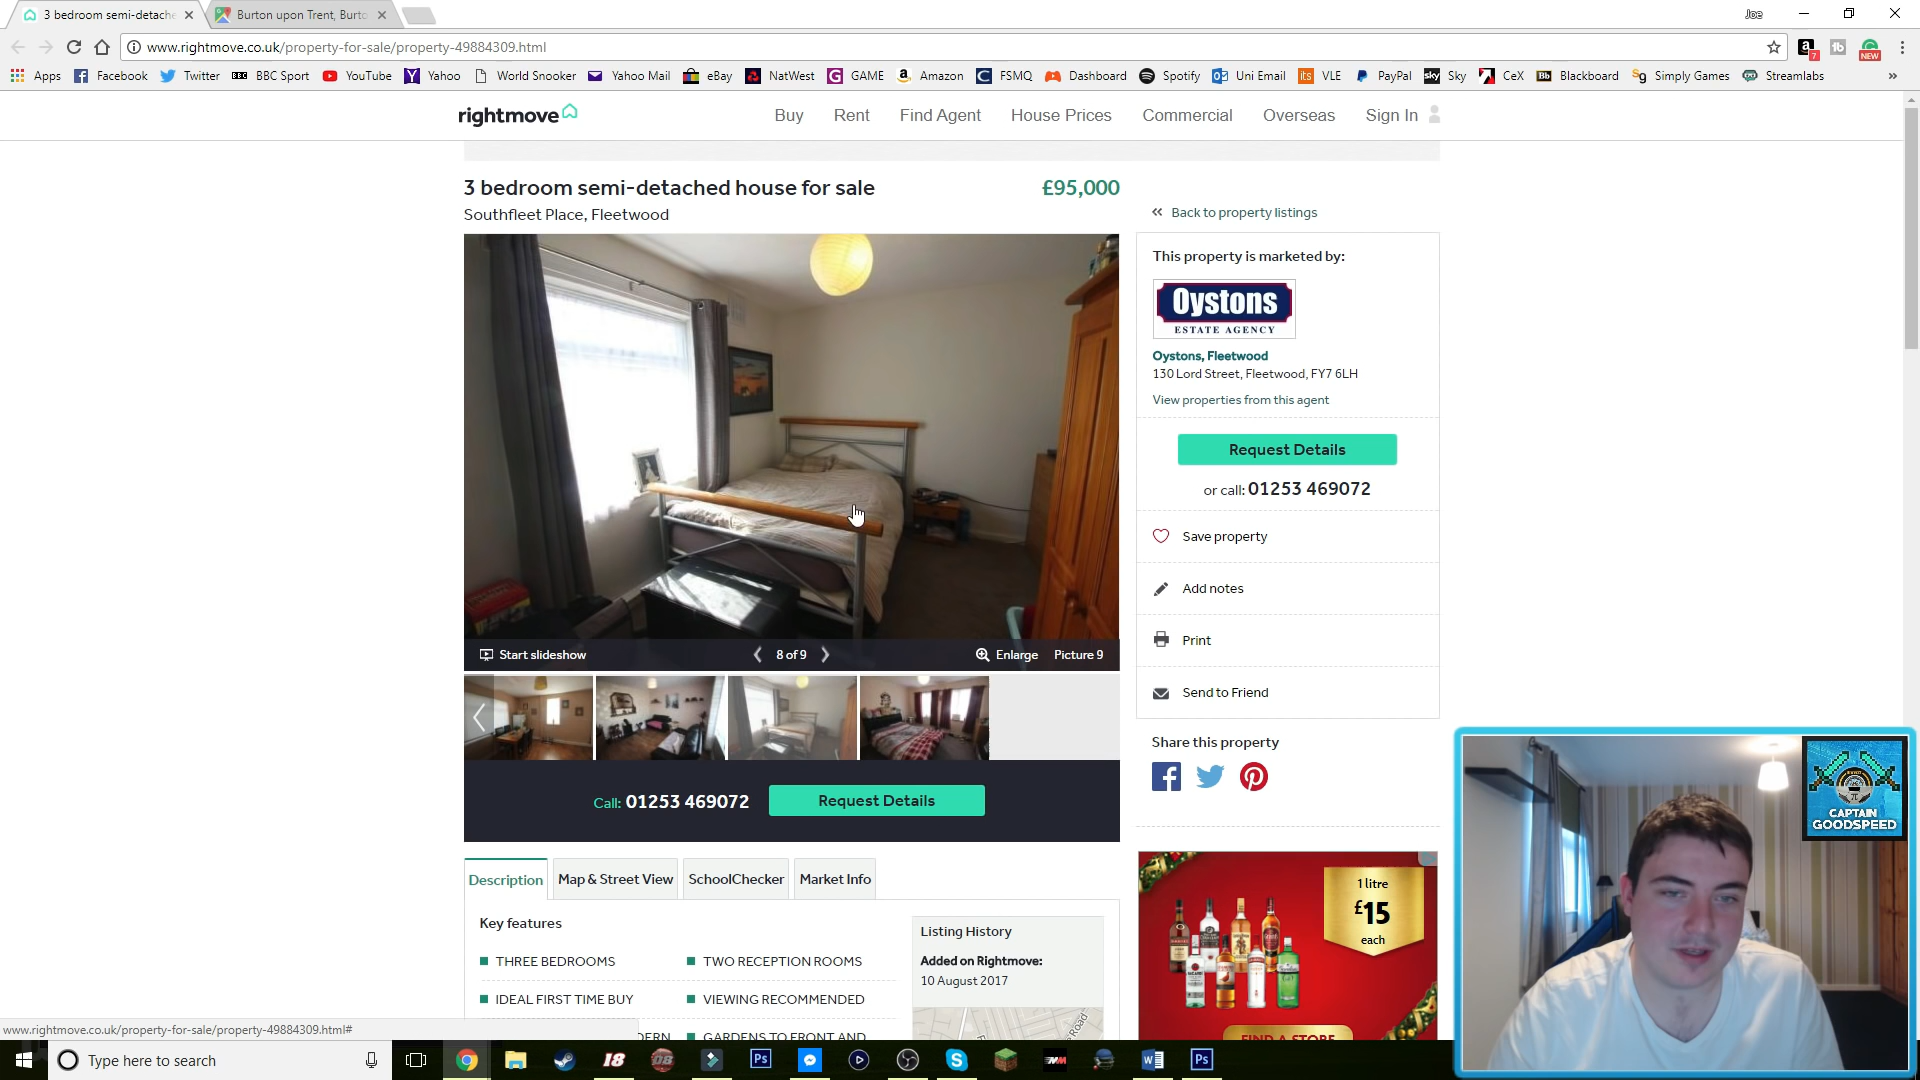 3 bedroom semi-detache
Burton upon Trent, Burto
Joe
www.rightmove.co.uk/property-for-sale/property-49884309.html
7
NEW
Apps
Facebook
Twitter
BBC Sport
YouTube
Yahoo
World Snooker
Yahoo Mail
eBay
NatWest
GAME
Amazon
FSMQ
Dashboard
Spotify
Uni Email
VLE
PayPal
Sky
CeX
Blackboard
Simply Games
Streamlabs
rightmove
Buy
Rent
Find Agent
House Prices
Commercial
Overseas
Sign In
3 bedroom semi-detached house for sale
£95,000
Southfleet Place, Fleetwood
Back to property listings
This property is marketed by:
Oystons
ESTATE AGENCY
Oystons, Fleetwood
130 Lord Street, Fleetwood, FY7 6LH
View properties from this agent
Request Details
or call: 01253 469072
Save property
Add notes
Print
Send to Friend
Start slideshow
8 of 9
Enlarge
Picture 9
Call: 01253 469072
Request Details
Share this property
Description
Map & Street View
SchoolChecker
Market Info
Key features
THREE BEDROOMS
TWO RECEPTION ROOMS
IDEAL FIRST TIME BUY
VIEWING RECOMMENDED
DERN
GARDENS TO FRONT AND
Listing History
Added on Rightmove:
10 August 2017
Road
1 litre
£15
each
FIND A STORE
CAPTAIN
GOODSPEED
www.rightmove.co.uk/property-for-sale/property-49884309.html#
Type here to search
18
Ps
Ps